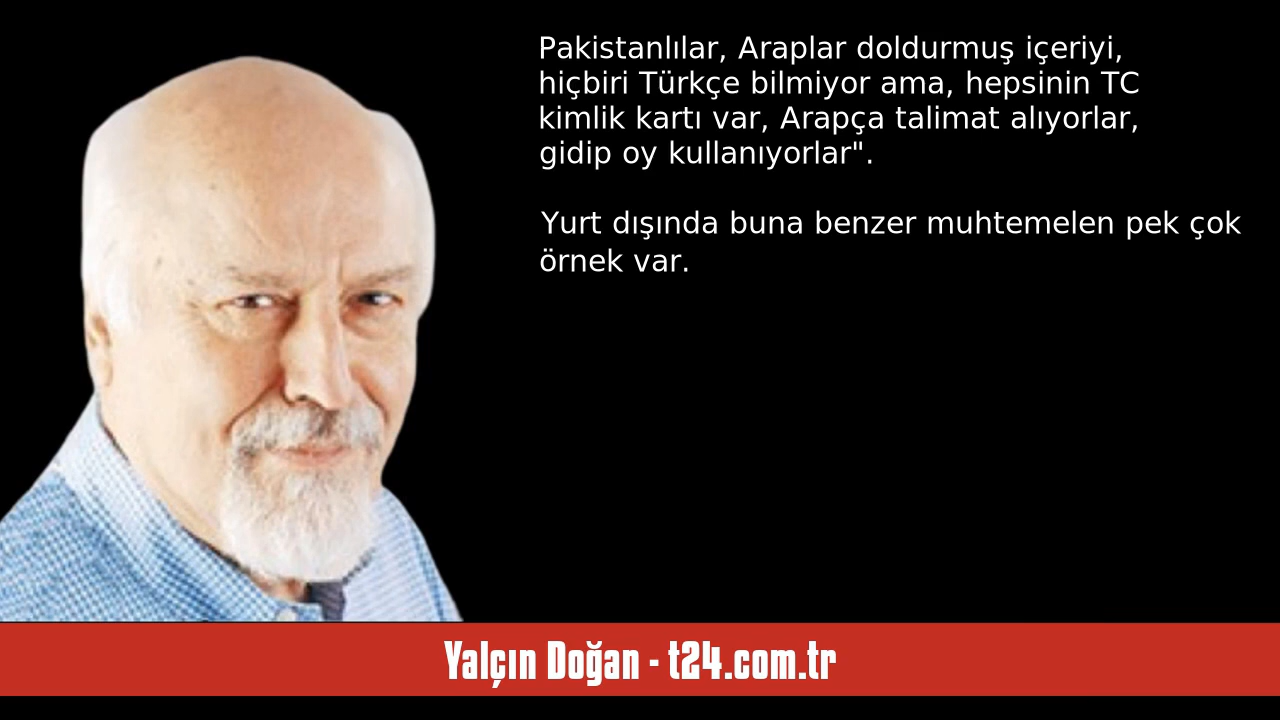 Pakistanlılar, Araplar doldurmuş içeriyi,
hiçbiri Türkçe bilmiyor ama, hepsinin TC
kimlik kartı var, Arapça talimat alıyorlar,
gidip oy kullanıyorlar".
Yurt dışında buna benzer muhtemelen pek çok
örnek var.
Yalçın Doğan - t24.com.tr